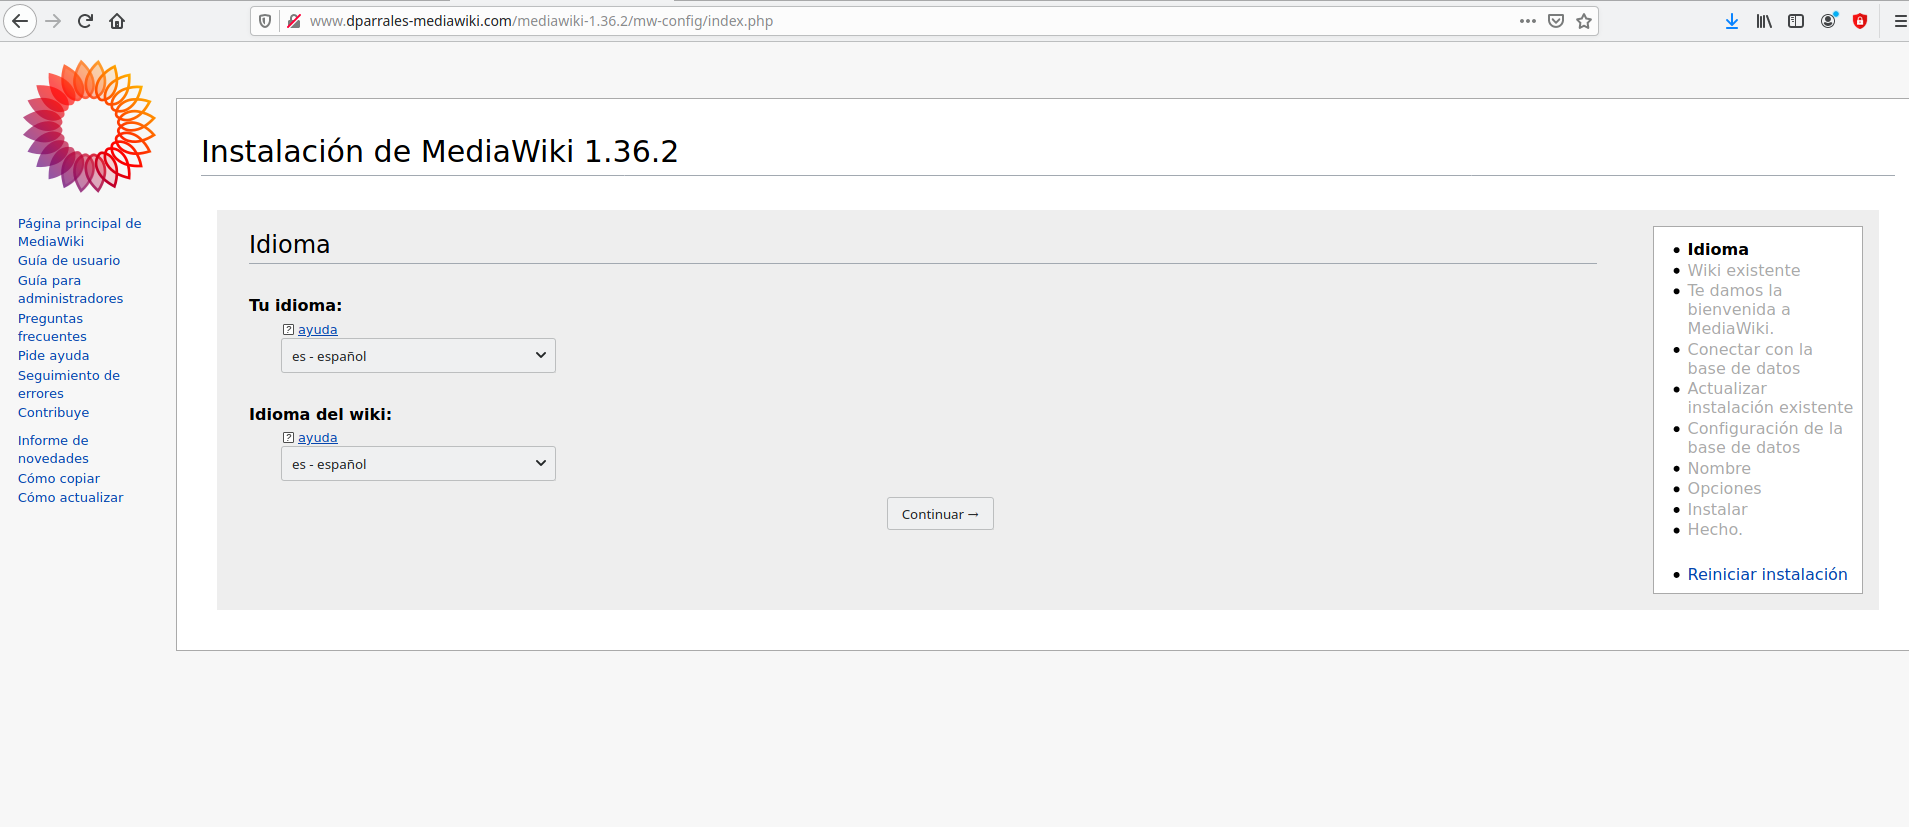 www.dparrales-mediawiki.com/mediawiki-1.36.2/mw-config/index.php
Página principal de
MediaWiki
Guía de usuario
Guía para
administradores
Preguntas
frecuentes
Pide ayuda
Seguimiento de
errores
Contribuye
Informe de
novedades
Cómo copiar
Cómo actualizar
Instalación de MediaWiki 1.36.2
Idioma
Tu idioma:
? ayuda
es - español
Idioma del wiki:
? ayuda
es - español
Continuar →
Idioma
Wiki existente
Te damos la
bienvenida a
MediaWiki.
Conectar con la
base de datos
Actualizar
instalación existente
Configuración de la
base de datos
Nombre
Opciones
Instalar
Hecho.
Reiniciar instalación